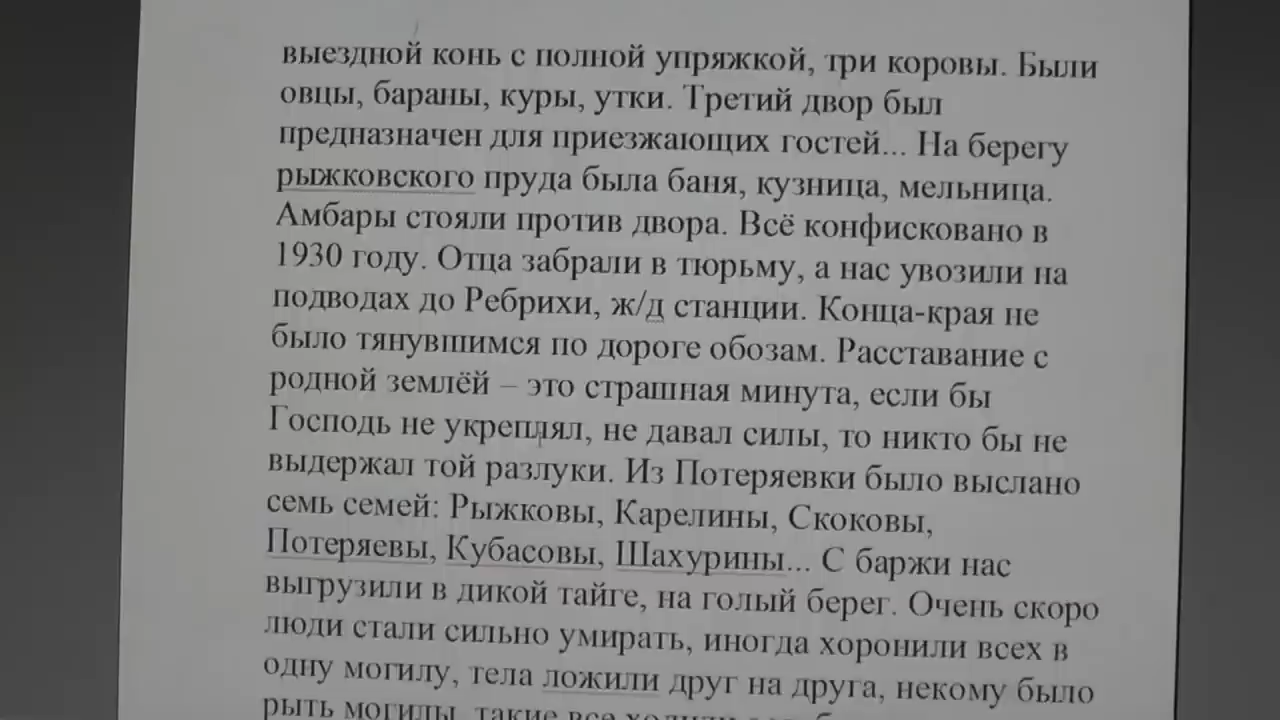 выездной конь с полной упряжкой, три коровы. Были
овцы, бараны, куры, утки. Третий двор был
предназначен для приезжающих гостей... На берегу
рыжковского пруда была баня, кузница, мельница.
Амбары стояли против двора. Всё конфисковано в
1930 году. Отца забрали в тюрьму, а нас увозили на
подводах до Ребрихи, ж/д станции. Конца-края не
было тянувшимся по дороге обозам. Расставание с
родной землёй – это страшная минута, если бы
Господь не укреплял, не давал силы, то никто бы не
выдержал той разлуки. Из Потеряевки было выслано
семь семей: Рыжковы, Карелины, Скоковы,
Потеряевы, Кубасовы, Шахурины... С баржи нас
выгрузили в дикой тайге, на голый берег. Очень скоро
люди стали сильно умирать, иногда хоронили всех в
одну могилу, тела ложили друг на друга, некому было
рыть могилы, такие все